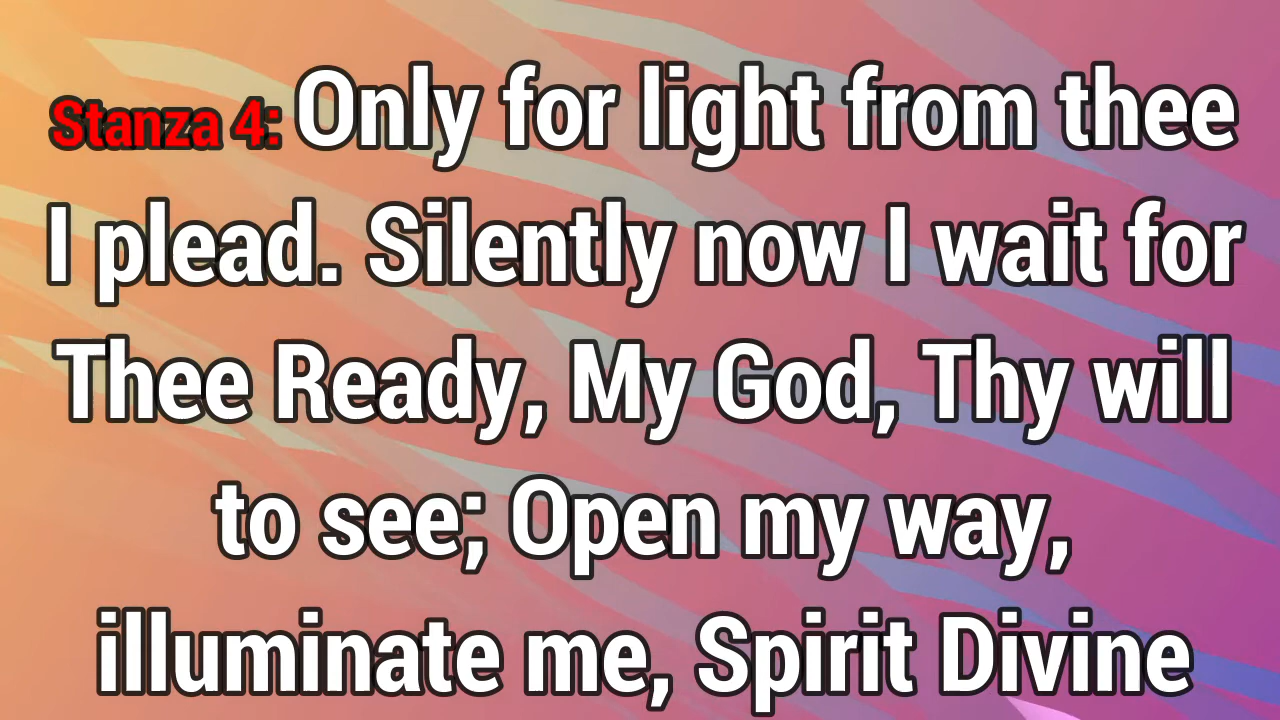 Stanza 4: Only for light from thee
I plead. Silently now I wait for
Thee Ready, My God, Thy will
to see; Open my way,
illuminate me, Spirit Divine